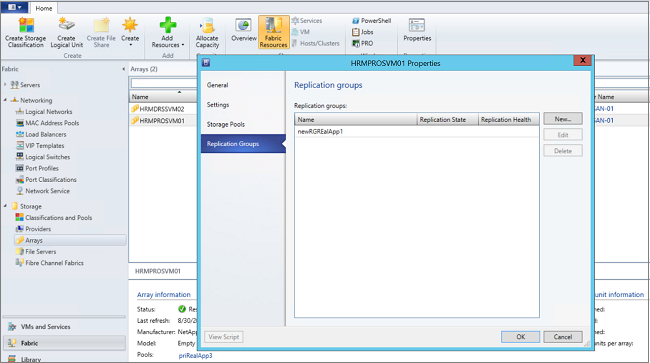 Home
Create Storage Classification
Create Logical Unit
Create File Share
Create
Add Resources
Allocate Capacity
Overview
Fabric Resources
Services
VM
Hosts/Clusters
PowerShell
Jobs
PRO
Properties
Create
Add
Capacity
Fabric
Servers
Networking
Logical Networks
MAC Address Pools
Load Balancers
VIP Templates
Logical Switches
Port Profiles
Port Classifications
Network Service
Storage
Classifications and Pools
Providers
Arrays
File Servers
Fibre Channel Fabrics
VMs and Services
Fabric
Library
Arrays (2)
Name
HRMDRSSVM02
HRMPROSVM01
HRMPROSVM01
Array information
Status:
Last refresh: 8/30/20
Manufacturer: NetApp
Model: Empty
Pools: priRealApp3
HRMPROSVM01 Properties
General
Settings
Storage Pools
Replication Groups
Replication groups
Replication groups:
Name Replication State Replication Health
newRGREalApp1
New...
Edit
Delete
View Script
OK
Cancel
r Name
AN-01
AN-01
unit information
ned:
units per array: